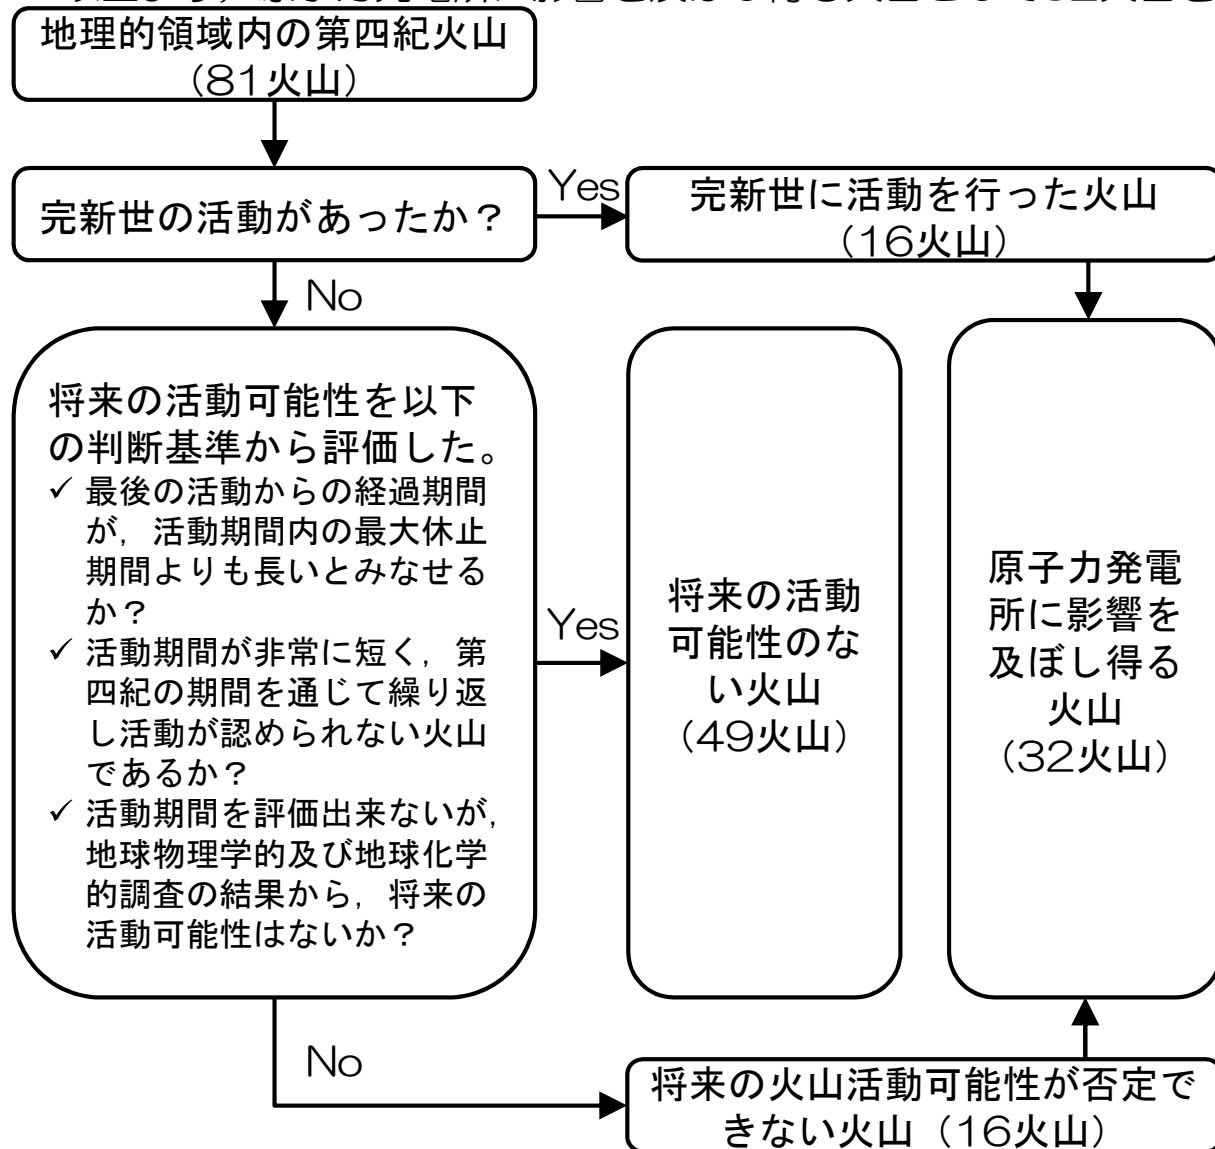 地理的領域内の第四紀火山
（81火山）
完新世の活動があったか？
Yes
完新世に活動を行った火山
（16火山）
No
将来の活動可能性を以下
の判断基準から評価した。
✓ 最後の活動からの経過期間
が，活動期間内の最大休止
期間よりも長いとみなせる
か？
✓ 活動期間が非常に短く，第
四紀の期間を通じて繰り返
し活動が認められない火山
であるか？
✓ 活動期間を評価出来ないが，
地球物理学的及び地球化学
的調査の結果から，将来の
活動可能性はないか？
Yes
将来の活動
可能性のな
い火山
（49火山）
原子力発電
所に影響を
及ぼし得る
火山
（32火山）
No
将来の火山活動可能性が否定で
きない火山（16火山）